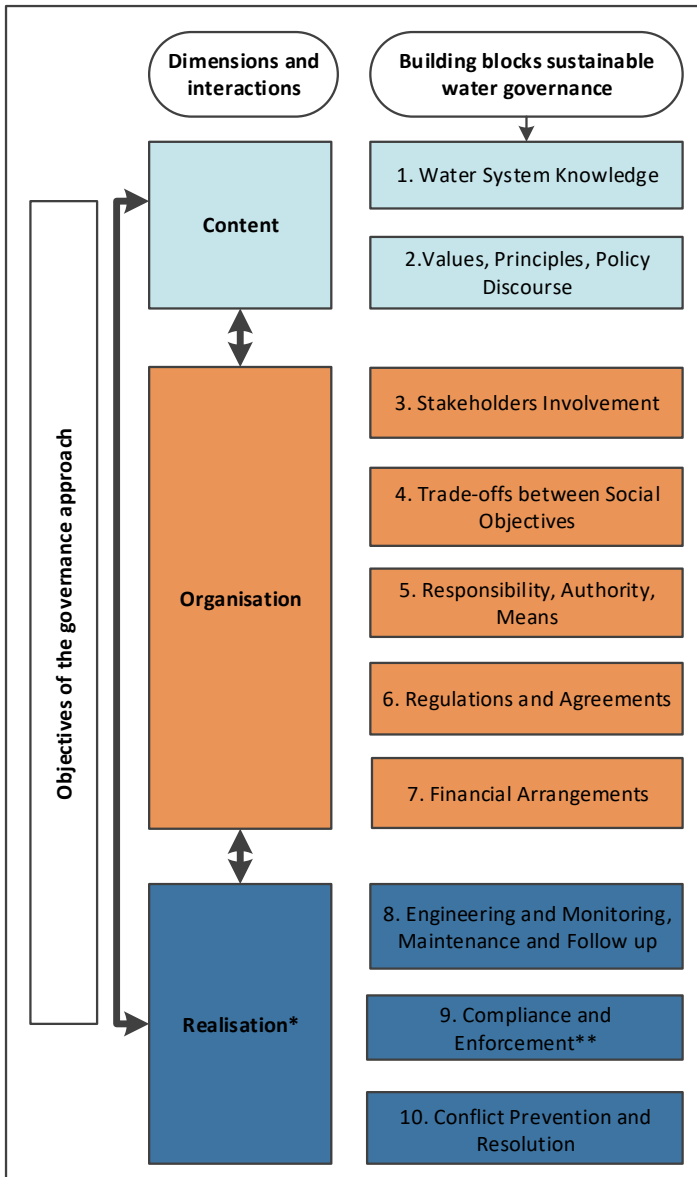 Dimensions and
interactions
Building blocks sustainable
water governance
Objectives of the governance approach
Content
1. Water System Knowledge
2.Values, Principles, Policy
Discourse
Organisation
3. Stakeholders Involvement
4. Trade-offs between Social
Objectives
5. Responsibility, Authority,
Means
6. Regulations and Agreements
7. Financial Arrangements
Realisation*
8. Engineering and Monitoring,
Maintenance and Follow up
9. Compliance and
Enforcement**
10. Conflict Prevention and
Resolution